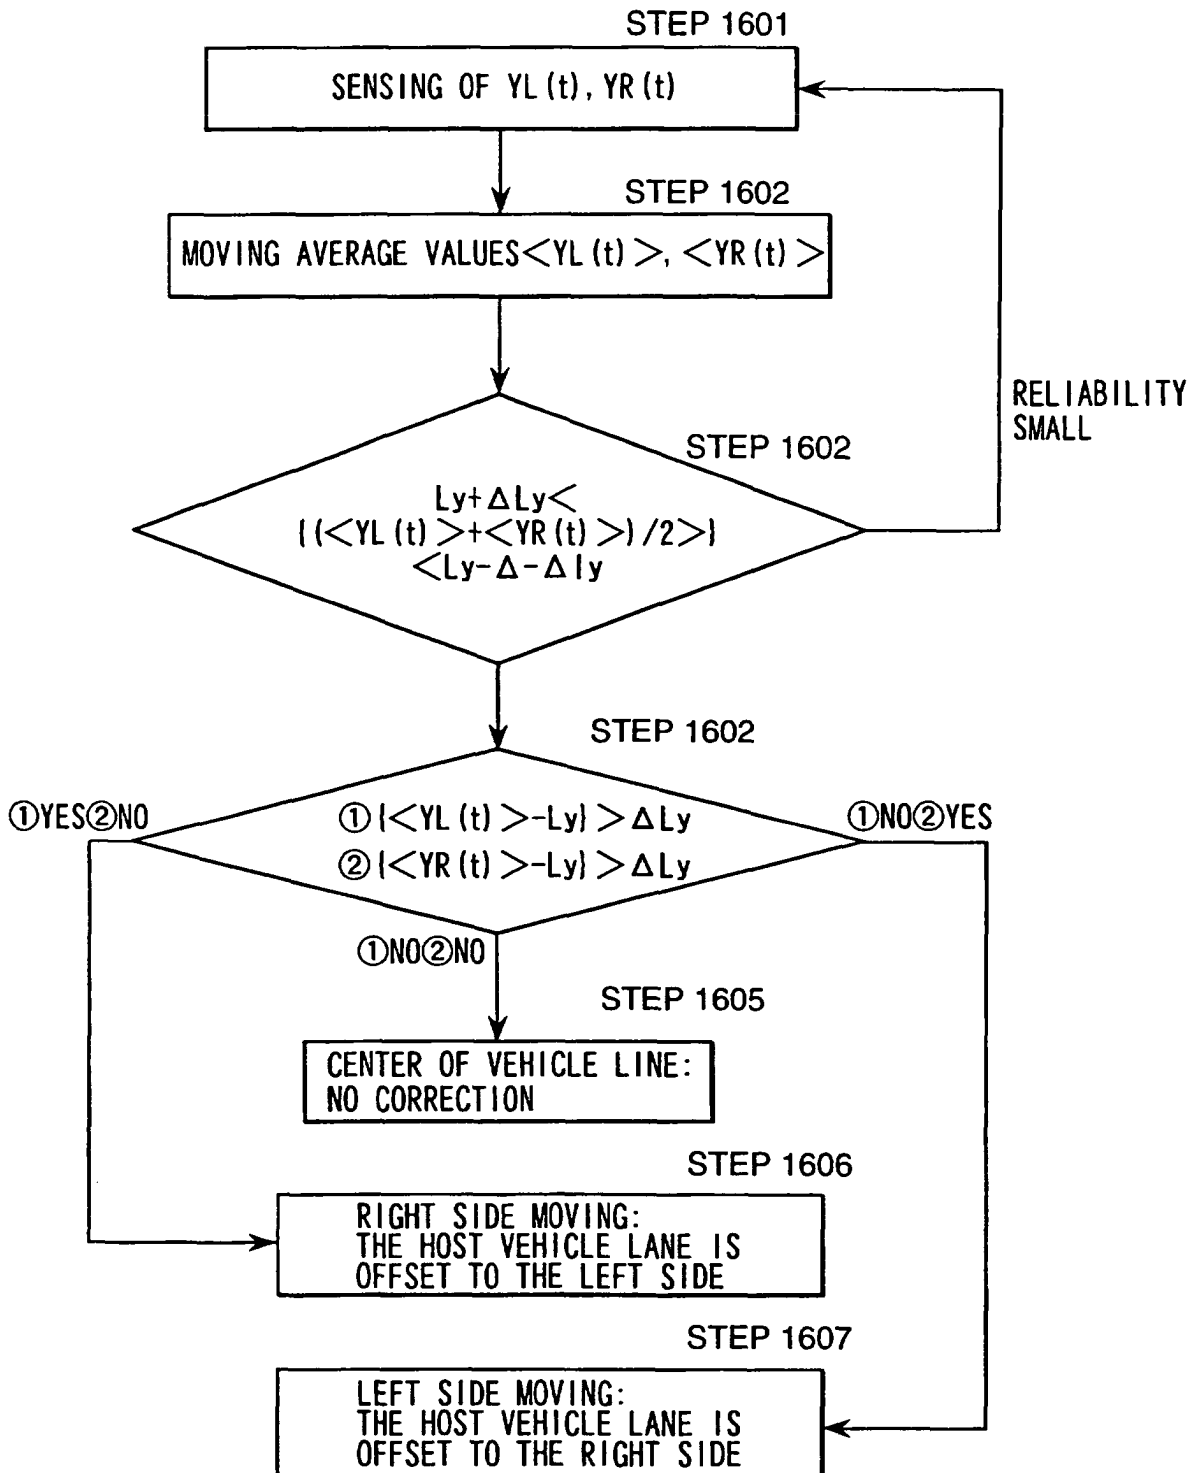 STEP 1601
SENSING OF YL(t), YR(t)
STEP 1602
MOVING AVERAGE VALUES<YL(t)>, <YR(t)>
RELIABILITY
SMALL
STEP 1602
Ly+ΔLy<
{(<YL(t)>+<YR(t)>)/2>}
<Ly-Δ-Δly
STEP 1602
①YES②NO
①{<YL(t)>-Ly}>ΔLy
①NO②YES
②{<YR(t)>-Ly}>ΔLy
①NO②NO
STEP 1605
CENTER OF VEHICLE LINE:
NO CORRECTION
STEP 1606
RIGHT SIDE MOVING:
THE HOST VEHICLE LANE IS
OFFSET TO THE LEFT SIDE
STEP 1607
LEFT SIDE MOVING:
THE HOST VEHICLE LANE IS
OFFSET TO THE RIGHT SIDE